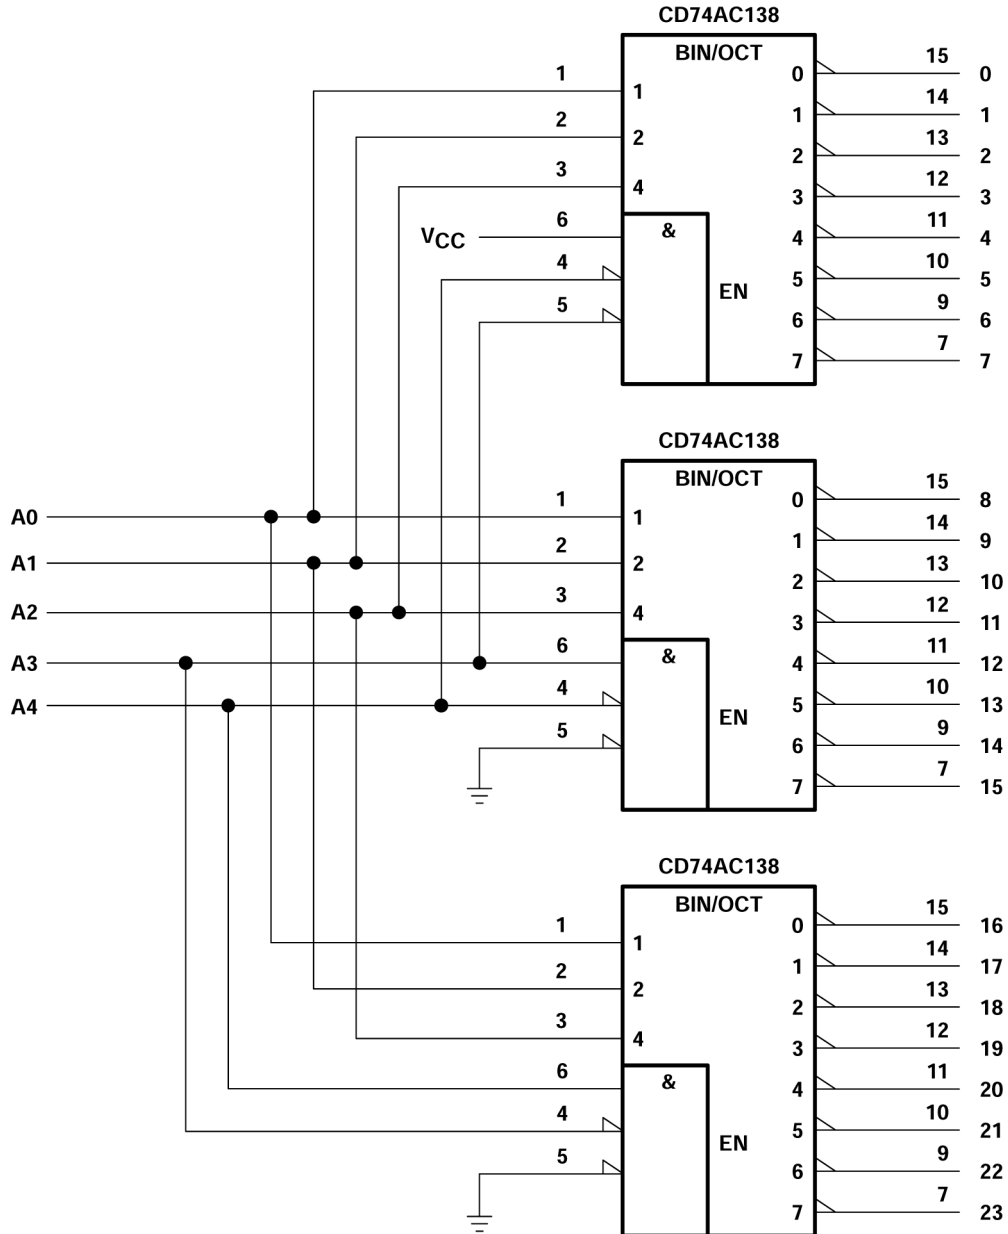 CD74AC138
BIN/OCT
1 1
2 2
3 4
VCC 6
4
5
&
EN
0 15 0
1 14 1
2 13 2
3 12 3
4 11 4
5 10 5
6 9 6
7 7 7
CD74AC138
BIN/OCT
A0 1 1
A1 2 2
A2 3 4
A3 6
A4 4
5
&
EN
0 15 8
1 14 9
2 13 10
3 12 11
4 11 12
5 10 13
6 9 14
7 7 15
CD74AC138
BIN/OCT
1 1
2 2
3 4
6
4
5
&
EN
0 15 16
1 14 17
2 13 18
3 12 19
4 11 20
5 10 21
6 9 22
7 7 23